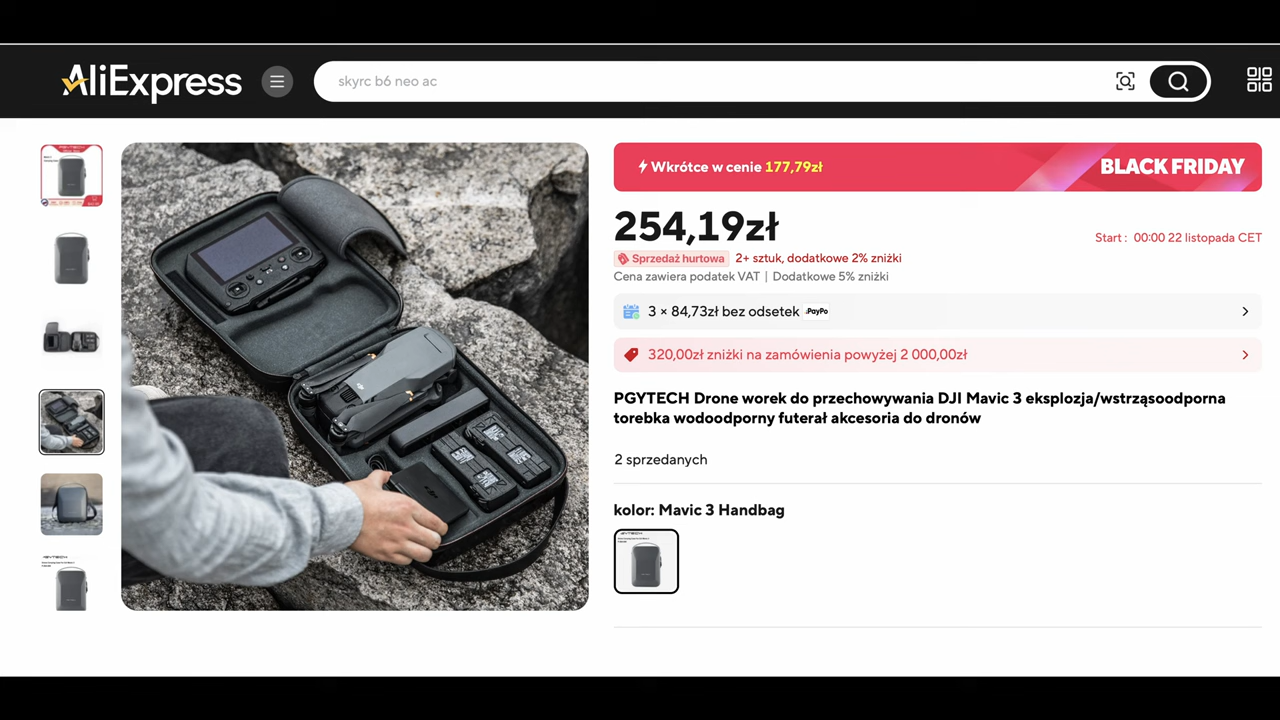 AliExpress
skyrc b6 neo ac
Wkrótce w cenie 177,79zł
BLACK FRIDAY
254,19zł
Start : 00:00 22 listopada CET
Sprzedaż hurtowa 2+ sztuk, dodatkowe 2% zniżki
Cena zawiera podatek VAT | Dodatkowe 5% zniżki
3 × 84,73zł bez odsetek PayPo
320,00zł zniżki na zamówienia powyżej 2 000,00zł
PGYTECH Drone worek do przechowywania DJI Mavic 3 eksplozja/wstrząsoodporna
torebka wodoodporny futerał akcesoria do dronów
2 sprzedanych
kolor: Mavic 3 Handbag
PGYTECH